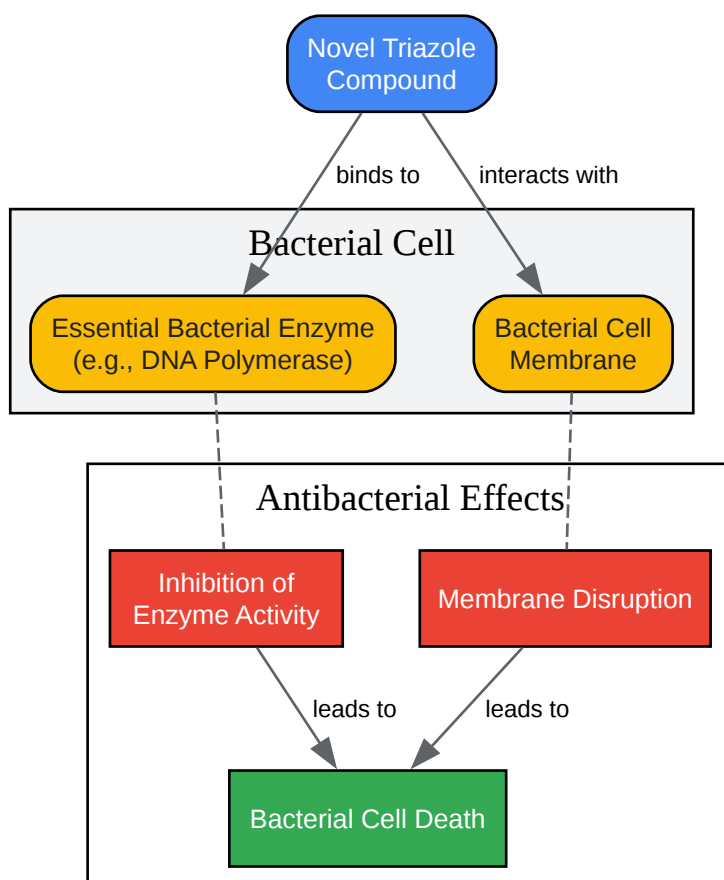 Novel Triazole
Compound
binds to
interacts with
Bacterial Cell
Essential Bacterial Enzyme
(e.g., DNA Polymerase)
Bacterial Cell
Membrane
Antibacterial Effects
Inhibition of
Enzyme Activity
Membrane Disruption
leads to
leads to
Bacterial Cell Death